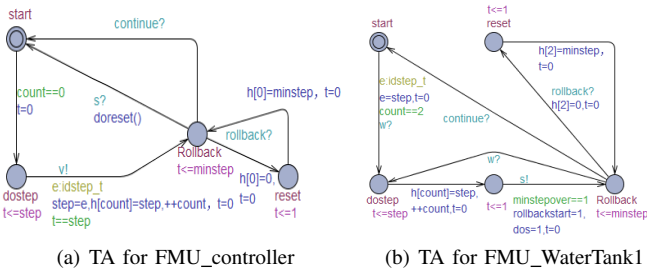 start
continue?
count==0
t=0
s?
doreset()
h[0]=minstep, t=0
rollback?
Rollback
t<=minstep
v!
e:idstep_t
step=e,h[count]=step,++count, t=0
t==step
dostep
t<=step
h[0]=0,
t=0
reset
t<=1
(a) TA for FMU_controller
t<=1
reset
start
h[2]=minstep,
t=0
e:idstep_t
e=step,t=0
count==2
w?
continue?
rollback?
h[2]=0,t=0
w?
dostep
t<=step
h[count]=step,
++count,t=0
t<=1
s!
minstepover==1
rollbackstart=1,
dos=1,t=0
Rollback
t<=minstep
(b) TA for FMU_WaterTank1